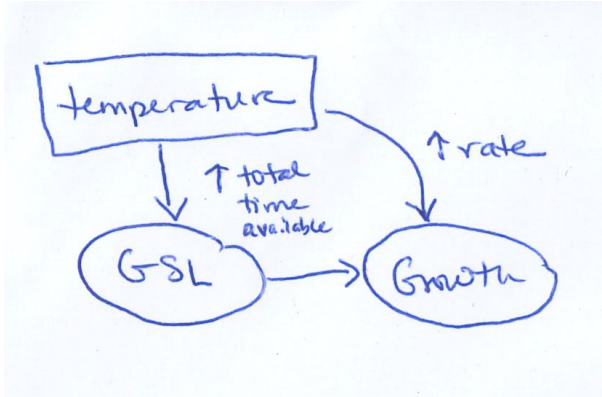 temperature
↑ rate
↑ total
time
available
GSL
Growth